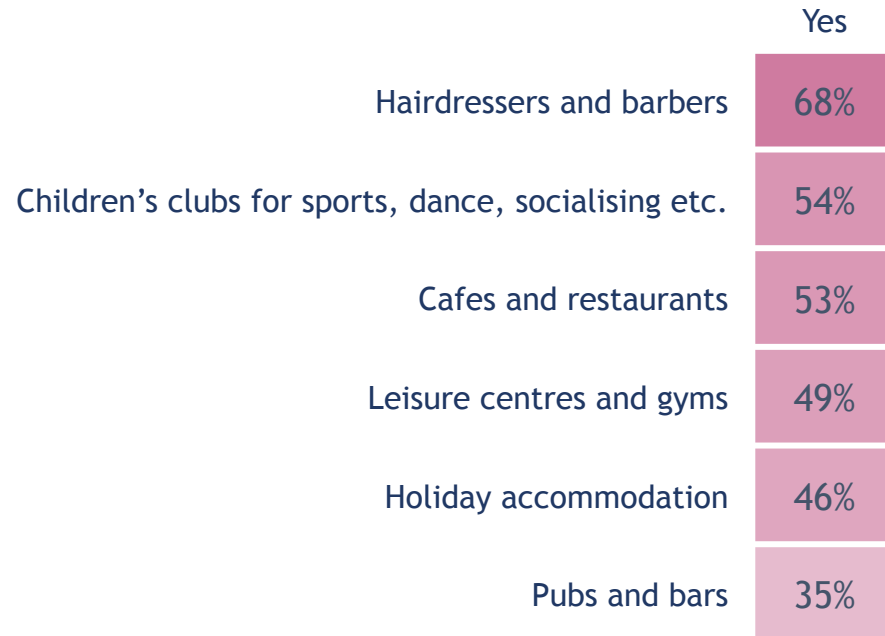 Yes
Hairdressers and barbers 68%
Children’s clubs for sports, dance, socialising etc. 54%
Cafes and restaurants 53%
Leisure centres and gyms 49%
Holiday accommodation 46%
Pubs and bars 35%